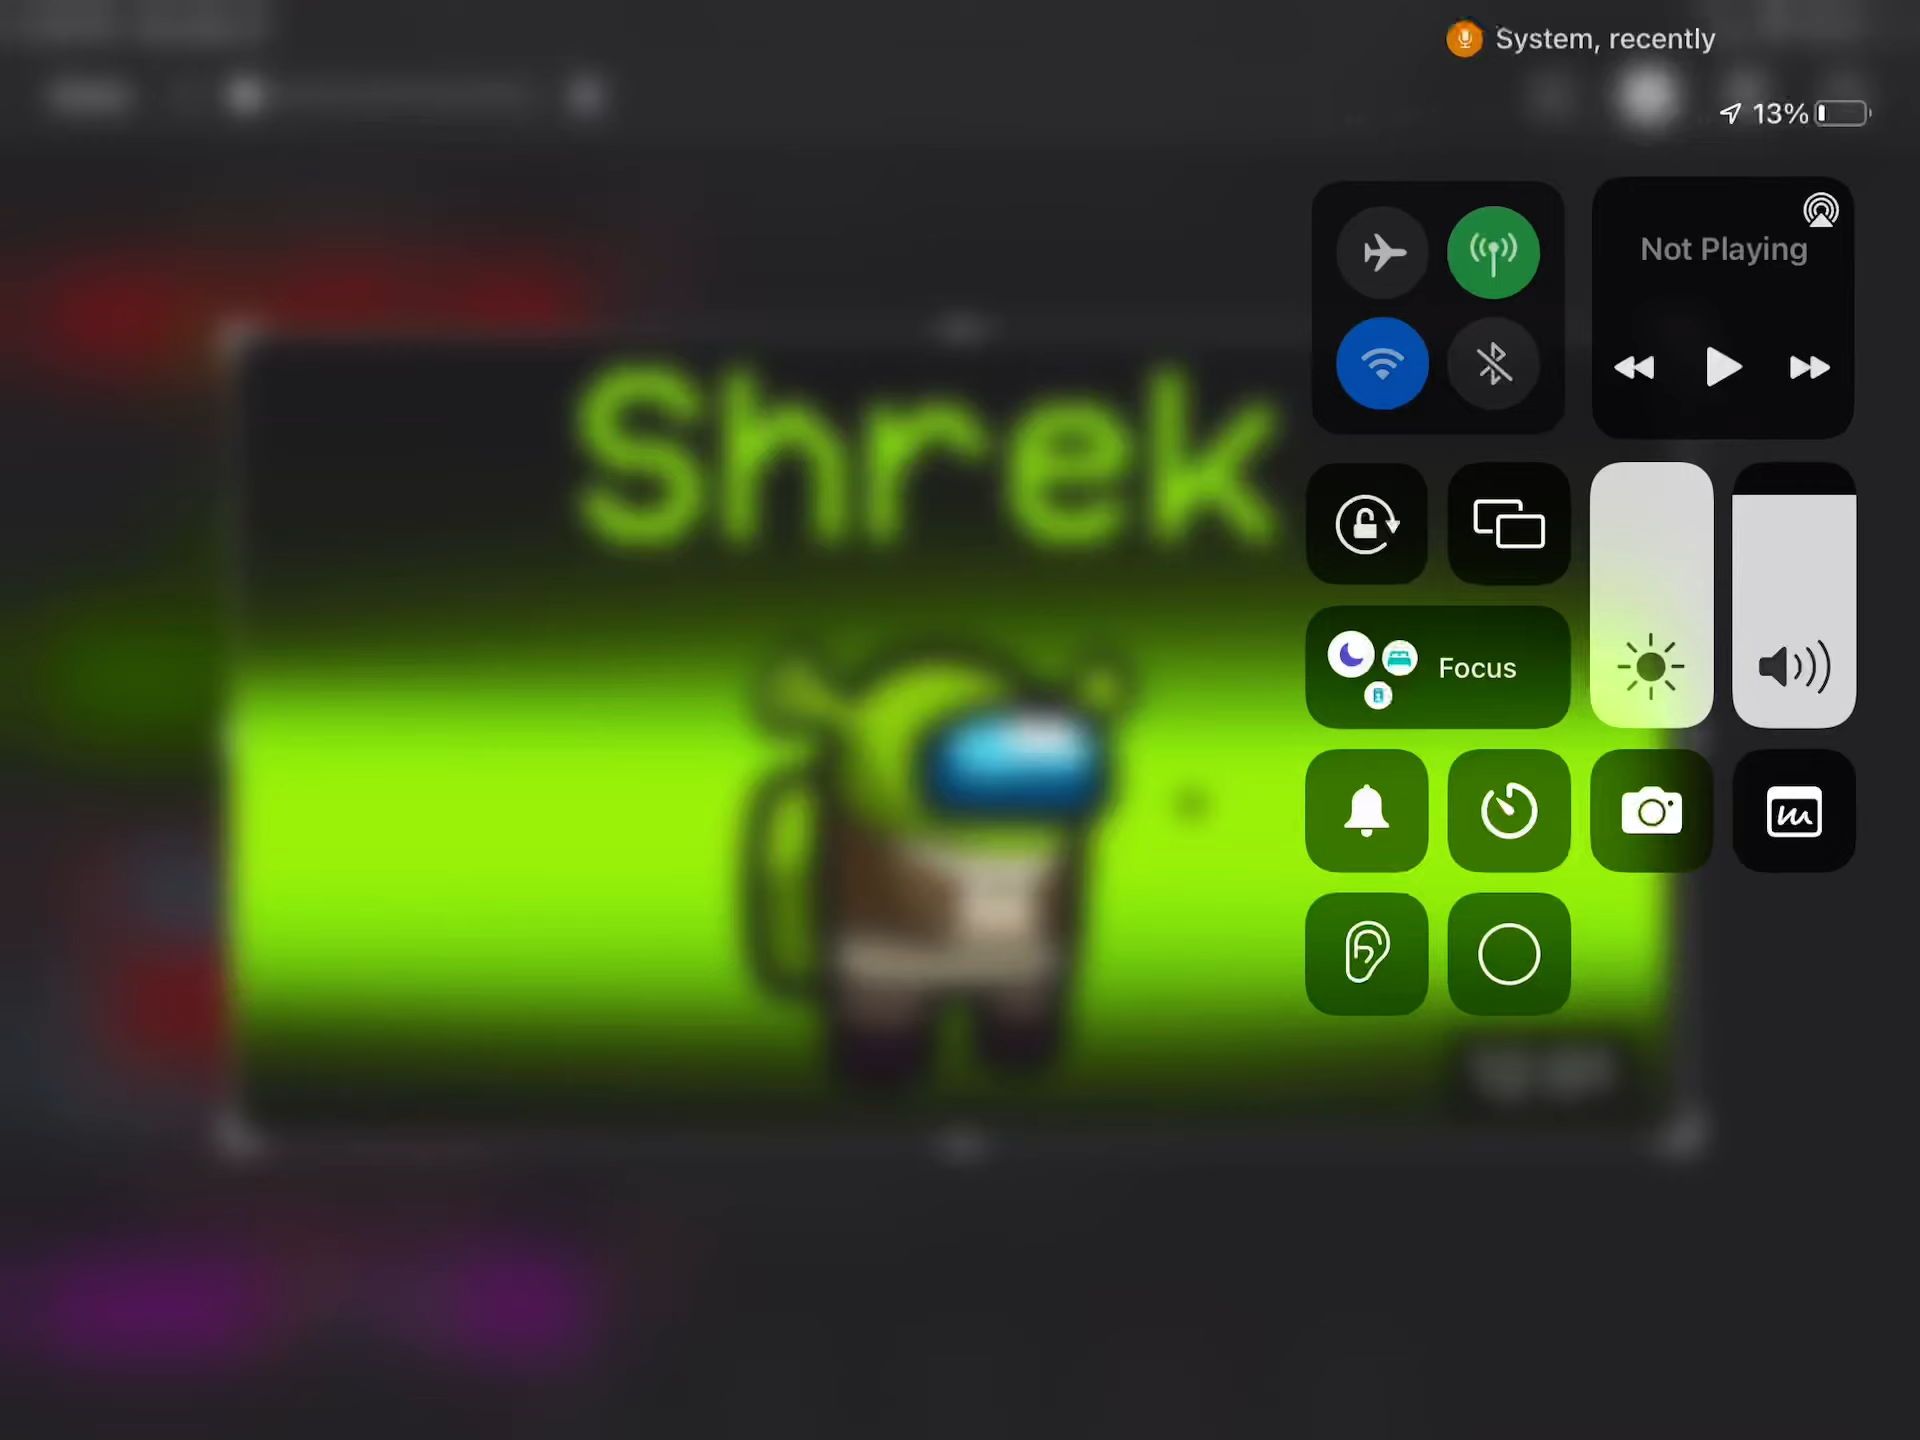 System, recently
13%
Not Playing
Shrek
Focus